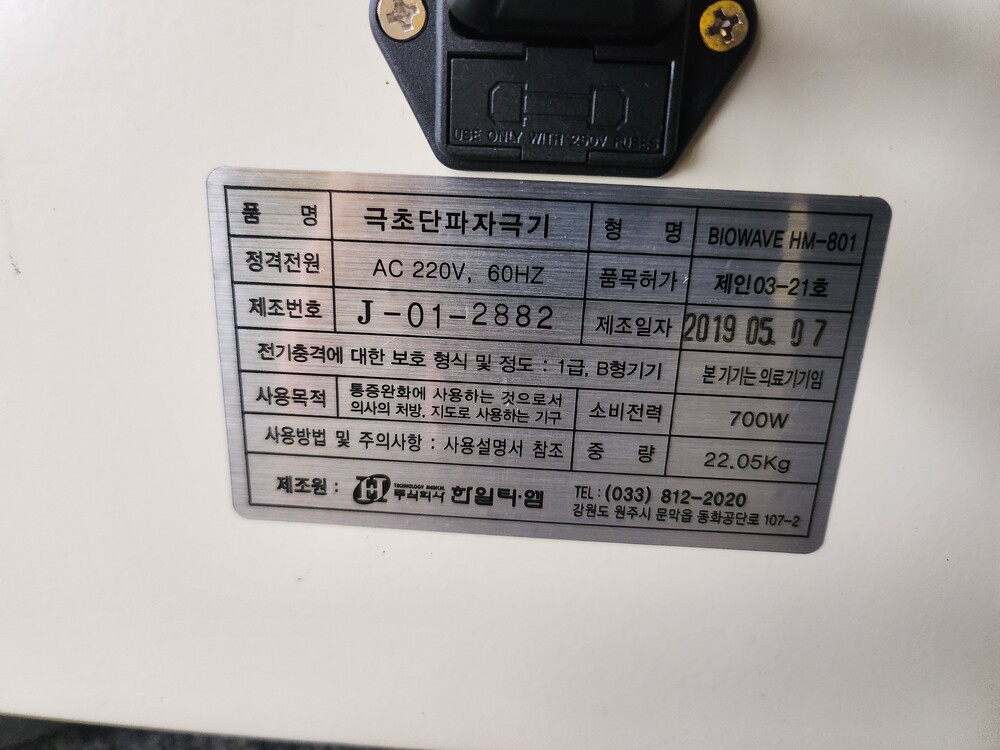 USE ONLY WITH 250V FUSES
품 명 극초단파자극기 형 명 BIOWAVE HM-801
정격전원 AC 220V, 60HZ 품목허가 제인03-21호
제조번호 J-01-2882 제조일자 2019 05. 07
전기충격에 대한 보호 형식 및 정도 : 1급, B형기기 본 기기는 의료기기임
사용목적 통증완화에 사용하는 것으로서
의사의 처방, 지도로 사용하는 기구
소비전력 700W
사용방법 및 주의사항 : 사용설명서 참조 중 량 22.05Kg
제조원 : TECHNOLOGY MEDICAL
주식회사 한일티·엠
TEL : (033) 812-2020
강원도 원주시 문막읍 동화공단로 107-2